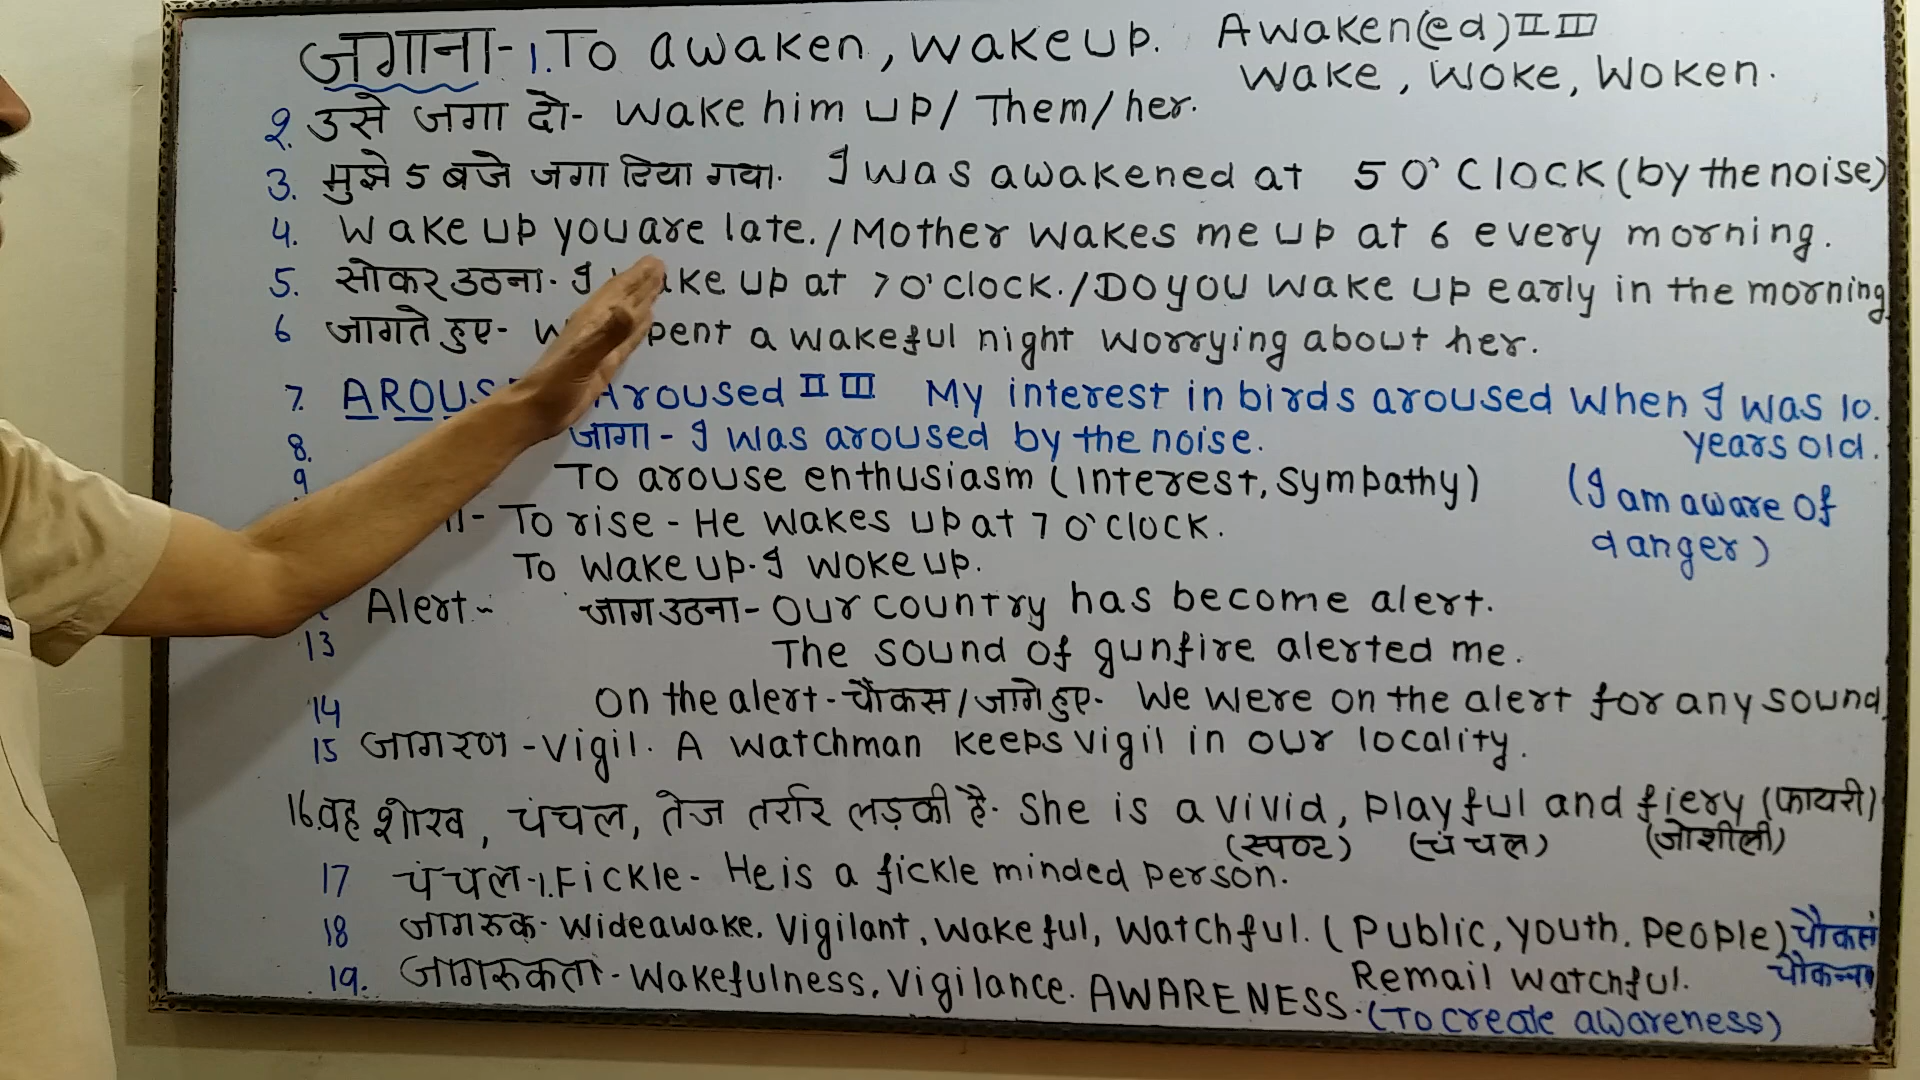 जगाना- 1. To awaken, wake up. Awaken(ed) II III
Wake, Woke, Woken.
2. उसे जगा दो- Wake him up/ Them/ her.
3. मुझे 5 बजे जगा दिया गया. I was awakened at 5 O'Clock (by the noise)
4. Wake up you are late. / Mother wakes me up at 6 every morning.
5. सोकर उठना. I wake up at 7 o'clock. / Do you wake up early in the morning
6 जागते हुए- pent a wakeful night worrying about her.
7. AROUS Aroused II III My interest in birds aroused when I was 10.
years old.
8. जागा - I was aroused by the noise.
9 To arouse enthusiasm (Interest, Sympathy)
(I am aware of
danger)
To rise - He wakes up at 7 o'clock.
To wake up. I woke up.
Alert - जाग उठना - Our country has become alert.
13 The sound of gunfire alerted me.
14 On the alert - चौकस / जागे हुए. We were on the alert for any sound.
15 जागरण - Vigil. A watchman keeps vigil in our locality.
16. वह शोख, चंचल, तेज तर्रार लड़की है. She is a vivid, playful and fiery (फायरी)
(स्पष्ट) (चंचल) (जोशीली)
17 चंचल-1. Fickle- He is a fickle minded person.
18 जागरुक- Wideawake, Vigilant, Wakeful, Watchful. (Public, youth, people) चौकस
चौकन्ना
Remail watchful.
19. जागरुकता - Wakefulness, Vigilance. AWARENESS. (To create awareness)